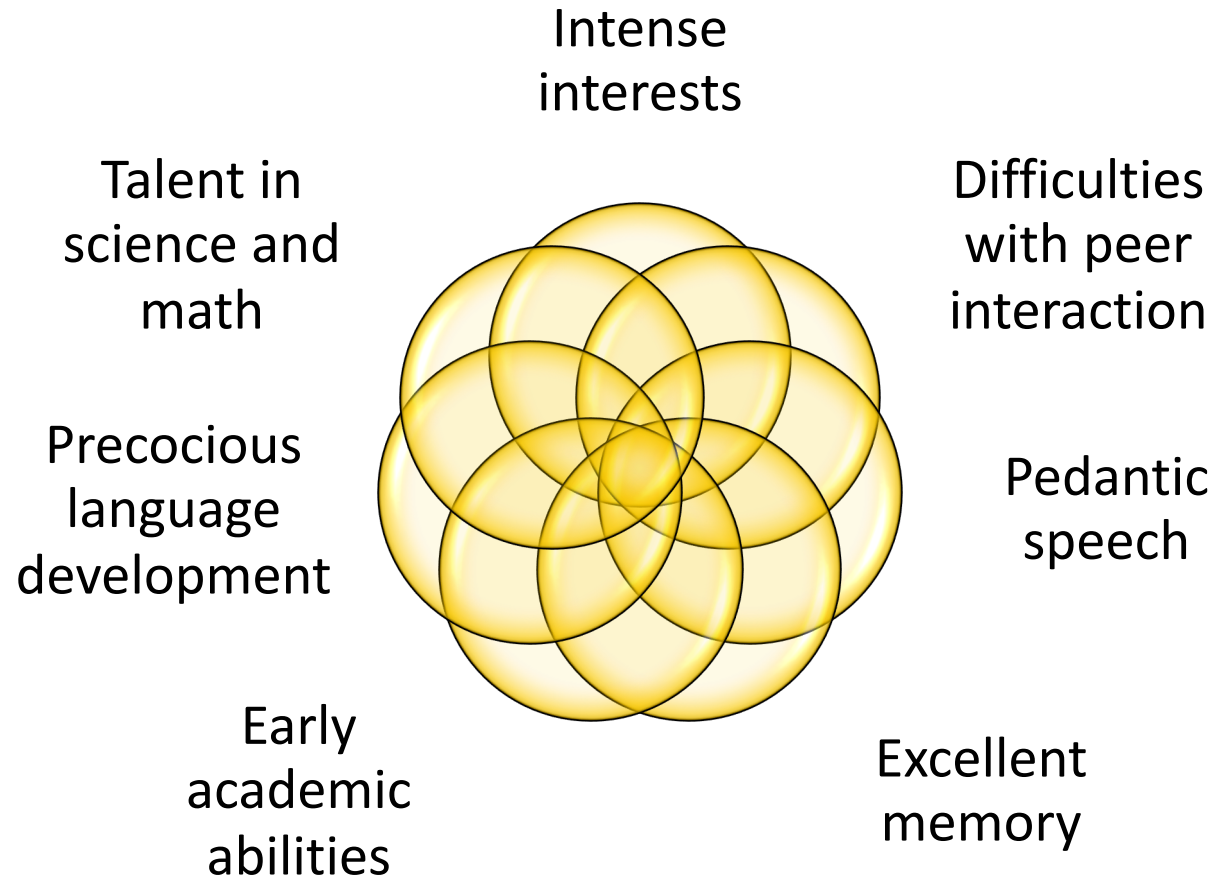 Intense
interests
Talent in
science and
math
Difficulties
with peer
interaction
Precocious
language
development
Pedantic
speech
Early
academic
abilities
Excellent
memory